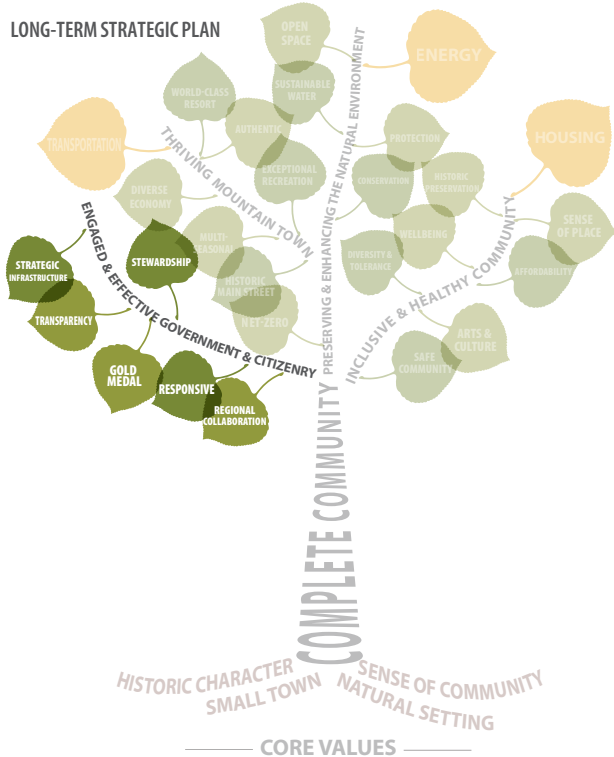 LONG-TERM STRATEGIC PLAN
OPEN
SPACE
ENERGY
WORLD-CLASS
RESORT
SUSTAINABLE
WATER
TRANSPORTATION
AUTHENTIC
PROTECTION
HOUSING
THRIVING MOUNTAIN TOWN
EXCEPTIONAL
RECREATION
CONSERVATION
HISTORIC
PRESERVATION
DIVERSE
ECONOMY
PRESERVING & ENHANCING THE NATURAL ENVIRONMENT
SENSE
OF PLACE
MULTI-
SEASONAL
WELLBEING
STEWARDSHIP
DIVERSITY &
TOLERANCE
AFFORDABILITY
STRATEGIC
INFRASTRUCTURE
HISTORIC
MAIN STREET
INCLUSIVE & HEALTHY COMMUNITY
TRANSPARENCY
NET-ZERO
ARTS &
CULTURE
ENGAGED & EFFECTIVE GOVERNMENT & CITIZENRY
SAFE
COMMUNITY
GOLD
MEDAL
RESPONSIVE
REGIONAL
COLLABORATION
COMPLETE COMMUNITY
HISTORIC CHARACTER
SENSE OF COMMUNITY
SMALL TOWN
NATURAL SETTING
CORE VALUES